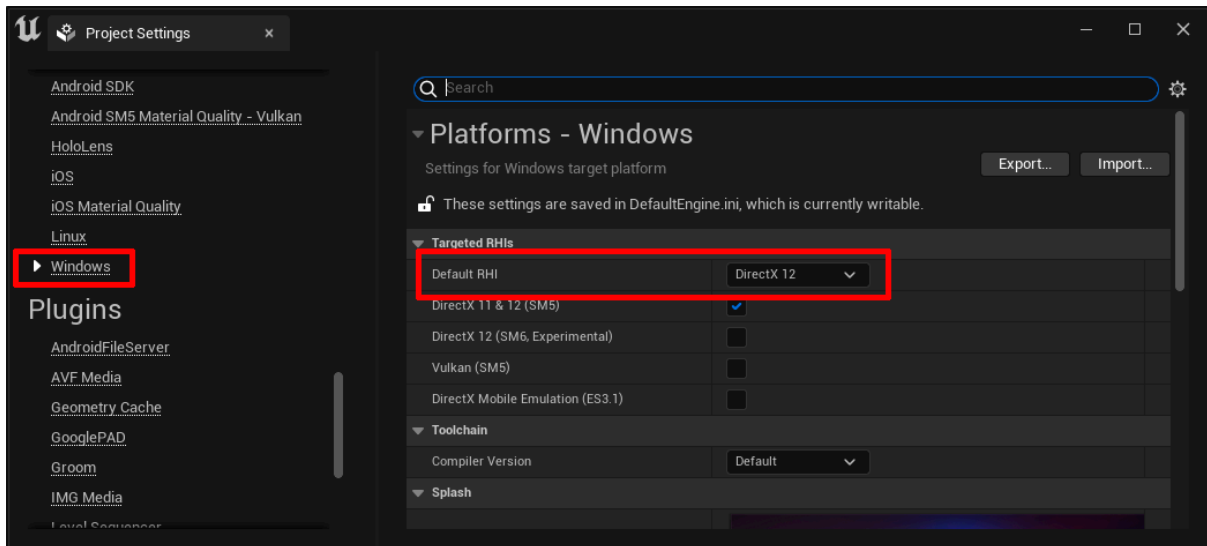 Project Settings
Android SDK
Android SM5 Material Quality - Vulkan
HoloLens
iOS
iOS Material Quality
Linux
Windows
Plugins
AndroidFileServer
AVF Media
Geometry Cache
GooglePAD
Groom
IMG Media
Level Sequencer
Search
Platforms - Windows
Settings for Windows target platform
Export...
Import...
These settings are saved in DefaultEngine.ini, which is currently writable.
Targeted RHIs
Default RHI DirectX 12
DirectX 11 & 12 (SM5)
DirectX 12 (SM6, Experimental)
Vulkan (SM5)
DirectX Mobile Emulation (ES3.1)
Toolchain
Compiler Version Default
Splash